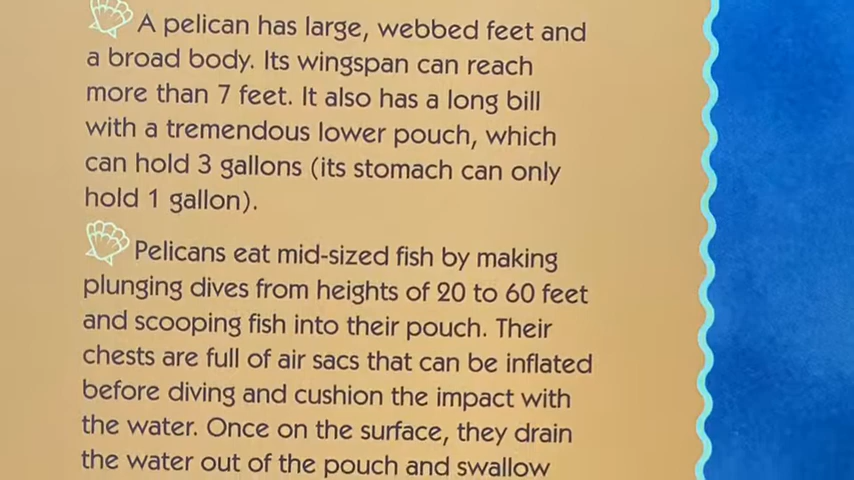 A pelican has large, webbed feet and
a broad body. Its wingspan can reach
more than 7 feet. It also has a long bill
with a tremendous lower pouch, which
can hold 3 gallons (its stomach can only
hold 1 gallon).
Pelicans eat mid-sized fish by making
plunging dives from heights of 20 to 60 feet
and scooping fish into their pouch. Their
chests are full of air sacs that can be inflated
before diving and cushion the impact with
the water. Once on the surface, they drain
the water out of the pouch and swallow